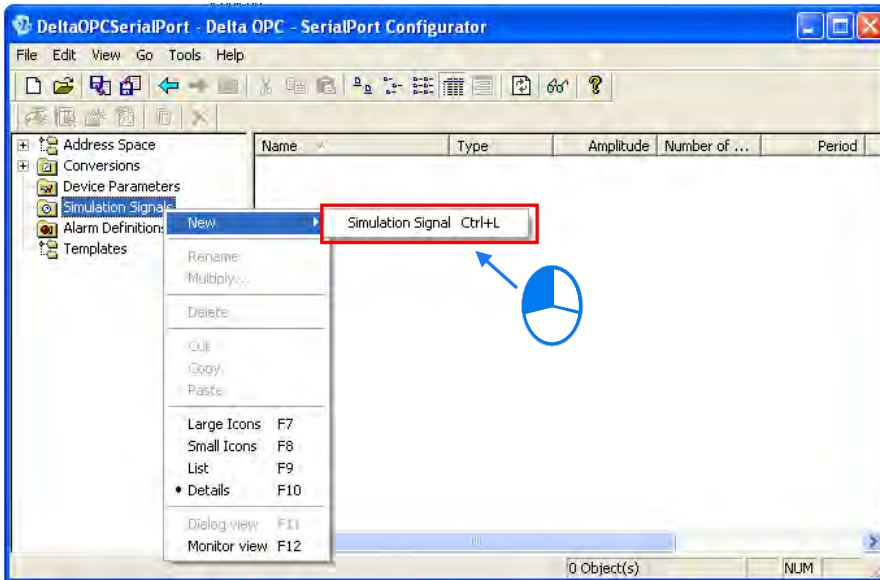 DeltaOPCSerialPort - Delta OPC - SerialPort Configurator
File Edit View Go Tools Help
Address Space
Conversions
Device Parameters
Simulation Signals
Alarm Definitions
Templates
Name Type Amplitude Number of ... Period
New Simulation Signal Ctrl+L
Rename
Multiply...
Delete
Cut
Copy
Paste
Large Icons F7
Small Icons F8
List F9
Details F10
Dialog view F11
Monitor view F12
0 Object(s) NUM